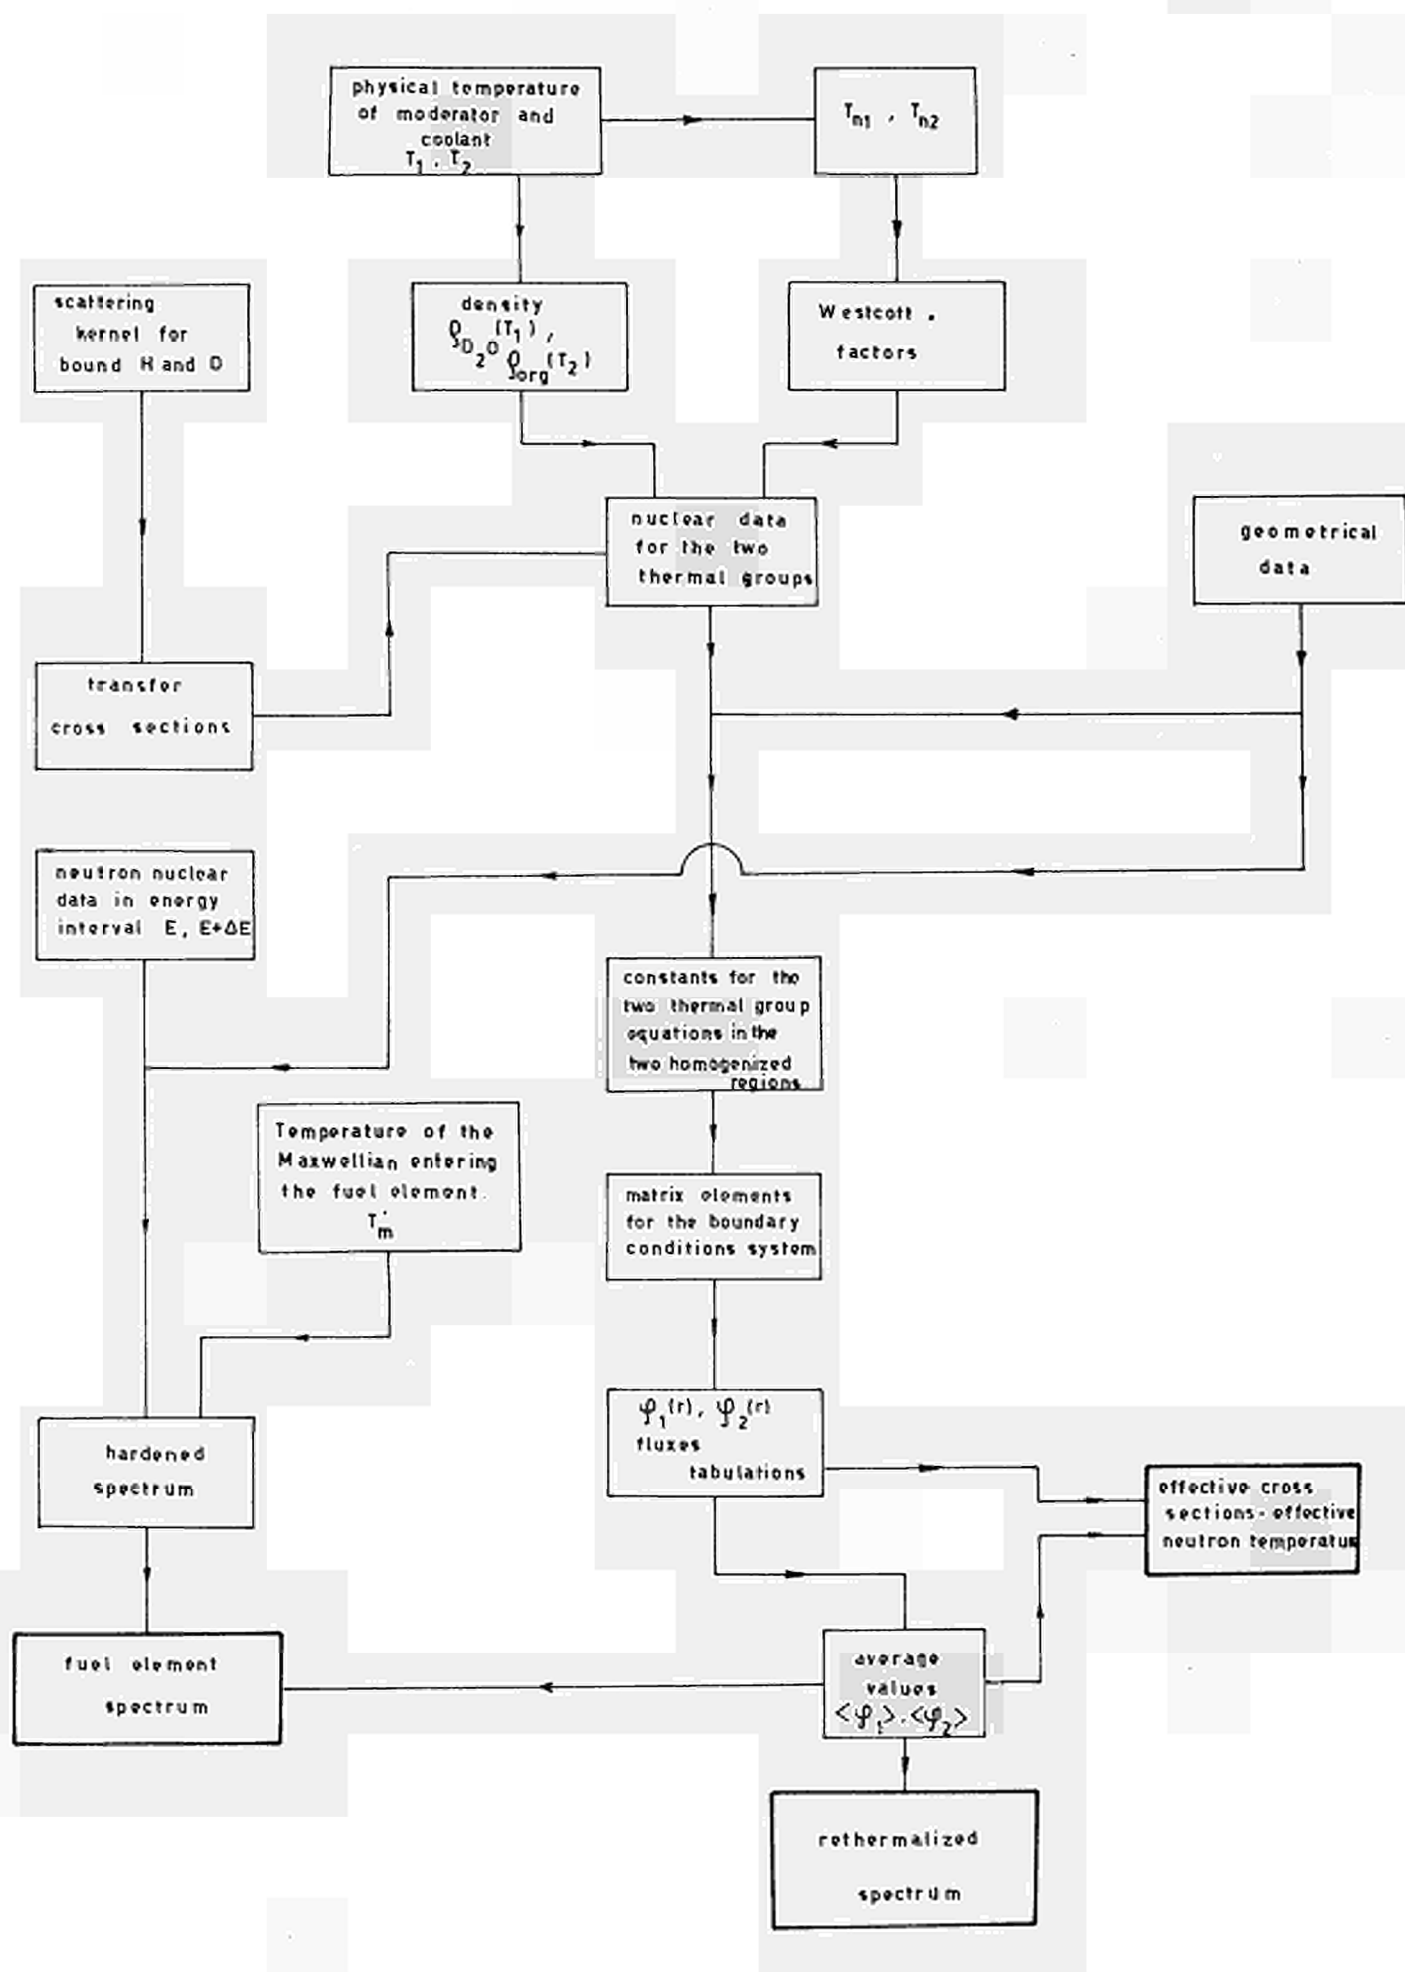 physical temperature
of moderator and
coolant
T1 , T2
Tn1 , Tn2
scattering
kernel for
bound H and D
density
ρD2O (T1) ,
ρorg (T2)
Westcott .
factors
nuclear data
for the two
thermal groups
geometrical
data
transfer
cross sections
neutron nuclear
data in energy
interval E, E+ΔE
constants for the
two thermal group
equations in the
two homogenized
regions
Temperature of the
Maxwellian entering
the fuel element.
Tm
matrix elements
for the boundary
conditions system
φ1(r), φ2(r)
fluxes
tabulations
hardened
spectrum
effective cross
sections - effective
neutron temperatur
fuel element
spectrum
average
values
<φ1>.<φ2>
rethermalized
spectrum